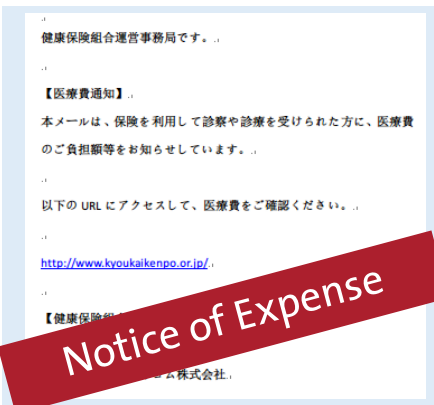 健康保険組合運営事務局です。
【医療費通知】
本メールは、保険を利用して診察や診療を受けられた方に、医療費
のご負担額等をお知らせしています。
以下の URL にアクセスして、医療費をご確認ください。
http://www.kyoukaikenpo.or.jp/
【健康保険
Notice of Expense
株式会社